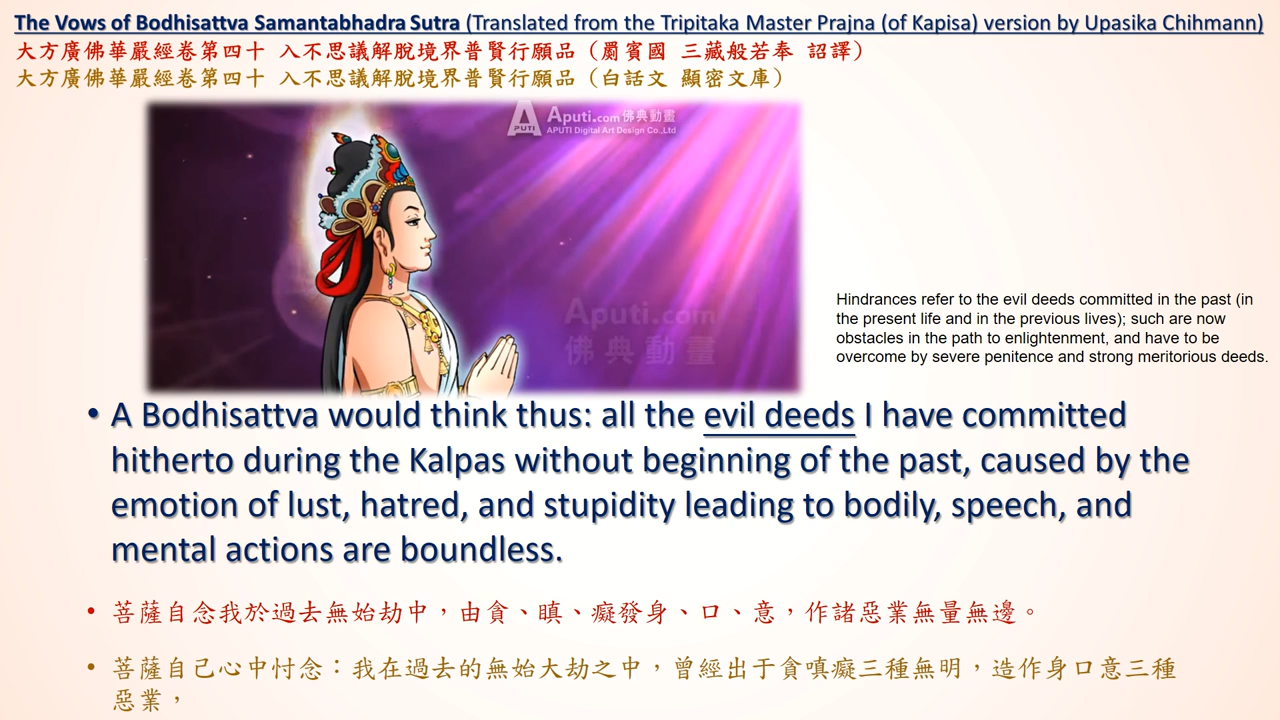 The Vows of Bodhisattva Samantabhadra Sutra (Translated from the Tripitaka Master Prajna (of Kapisa) version by Upasika Chihmann)
大方廣佛華嚴經卷第四十 入不思議解脫境界普賢行願品（罽賓國 三藏般若奉 詔譯）
大方廣佛華嚴經卷第四十 入不思議解脫境界普賢行願品（白話文 顯密文庫）
A PUTI Aputi.com佛典動畫
APUTI Digital Art Design Co.,Ltd
Aputi.com
佛典動畫
Hindrances refer to the evil deeds committed in the past (in
the present life and in the previous lives); such are now
obstacles in the path to enlightenment, and have to be
overcome by severe penitence and strong meritorious deeds.
• A Bodhisattva would think thus: all the evil deeds I have committed
hitherto during the Kalpas without beginning of the past, caused by the
emotion of lust, hatred, and stupidity leading to bodily, speech, and
mental actions are boundless.
• 菩薩自念我於過去無始劫中，由貪、瞋、癡發身、口、意，作諸惡業無量無邊。
• 菩薩自己心中忖念：我在過去的無始大劫之中，曾經出于貪嗔癡三種無明，造作身口意三種
惡業，